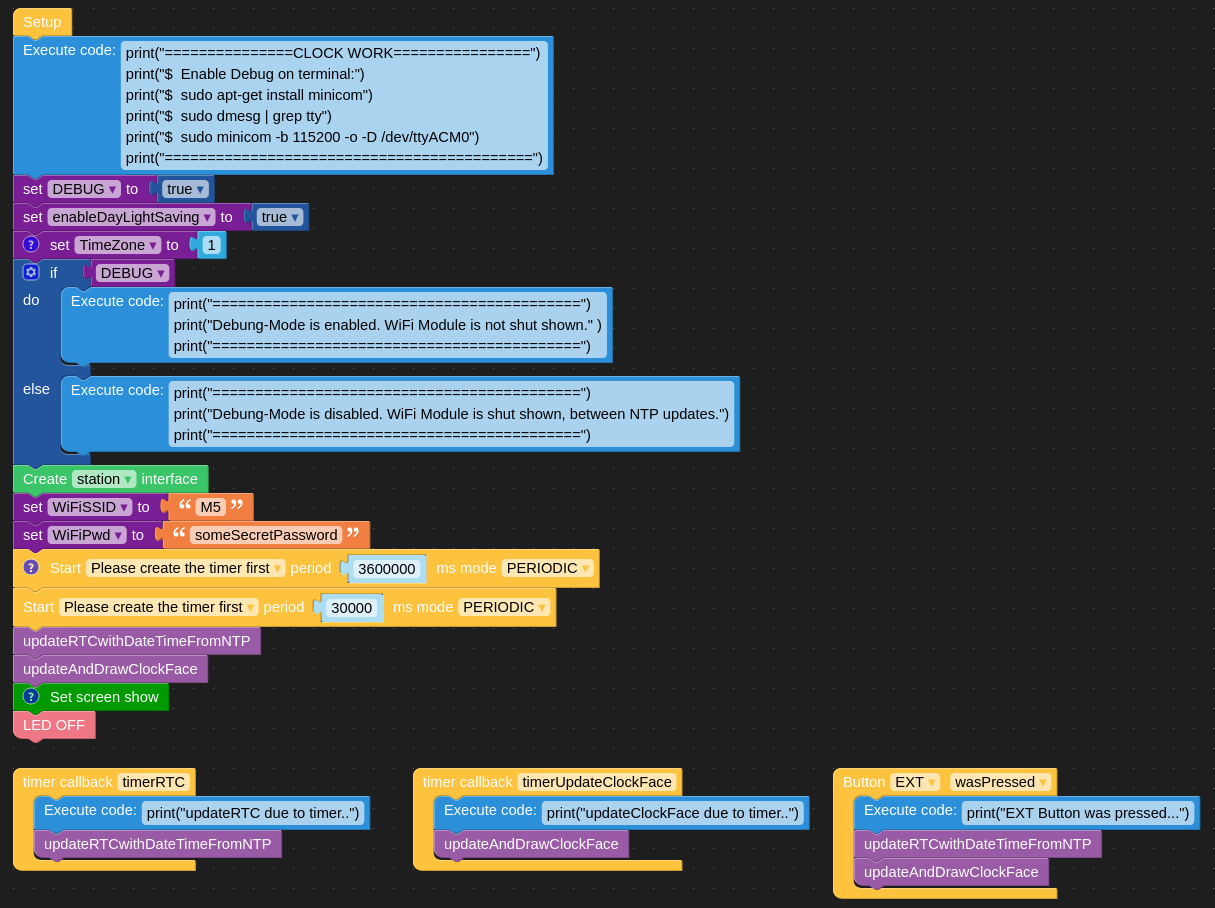 Setup
Execute code: print("===============CLOCK WORK================")
print("$  Enable Debug on terminal:")
print("$  sudo apt-get install minicom")
print("$  sudo dmesg | grep tty")
print("$  sudo minicom -b 115200 -o -D /dev/ttyACM0")
print("===========================================")
set DEBUG ▾ to true ▾
set enableDayLightSaving ▾ to true ▾
? set TimeZone ▾ to 1
if DEBUG ▾
do Execute code: print("===========================================")
print("Debung-Mode is enabled. WiFi Module is not shut shown." )
print("===========================================")
else Execute code: print("===========================================")
print("Debung-Mode is disabled. WiFi Module is shut shown, between NTP updates.")
print("===========================================")
Create station ▾ interface
set WiFiSSID ▾ to “ M5 ”
set WiFiPwd ▾ to “ someSecretPassword ”
? Start Please create the timer first ▾ period 3600000 ms mode PERIODIC ▾
Start Please create the timer first ▾ period 30000 ms mode PERIODIC ▾
updateRTCwithDateTimeFromNTP
updateAndDrawClockFace
? Set screen show
LED OFF
timer callback timerRTC
Execute code: print("updateRTC due to timer..")
updateRTCwithDateTimeFromNTP
timer callback timerUpdateClockFace
Execute code: print("updateClockFace due to timer..")
updateAndDrawClockFace
Button EXT ▾ wasPressed ▾
Execute code: print("EXT Button was pressed...")
updateRTCwithDateTimeFromNTP
updateAndDrawClockFace